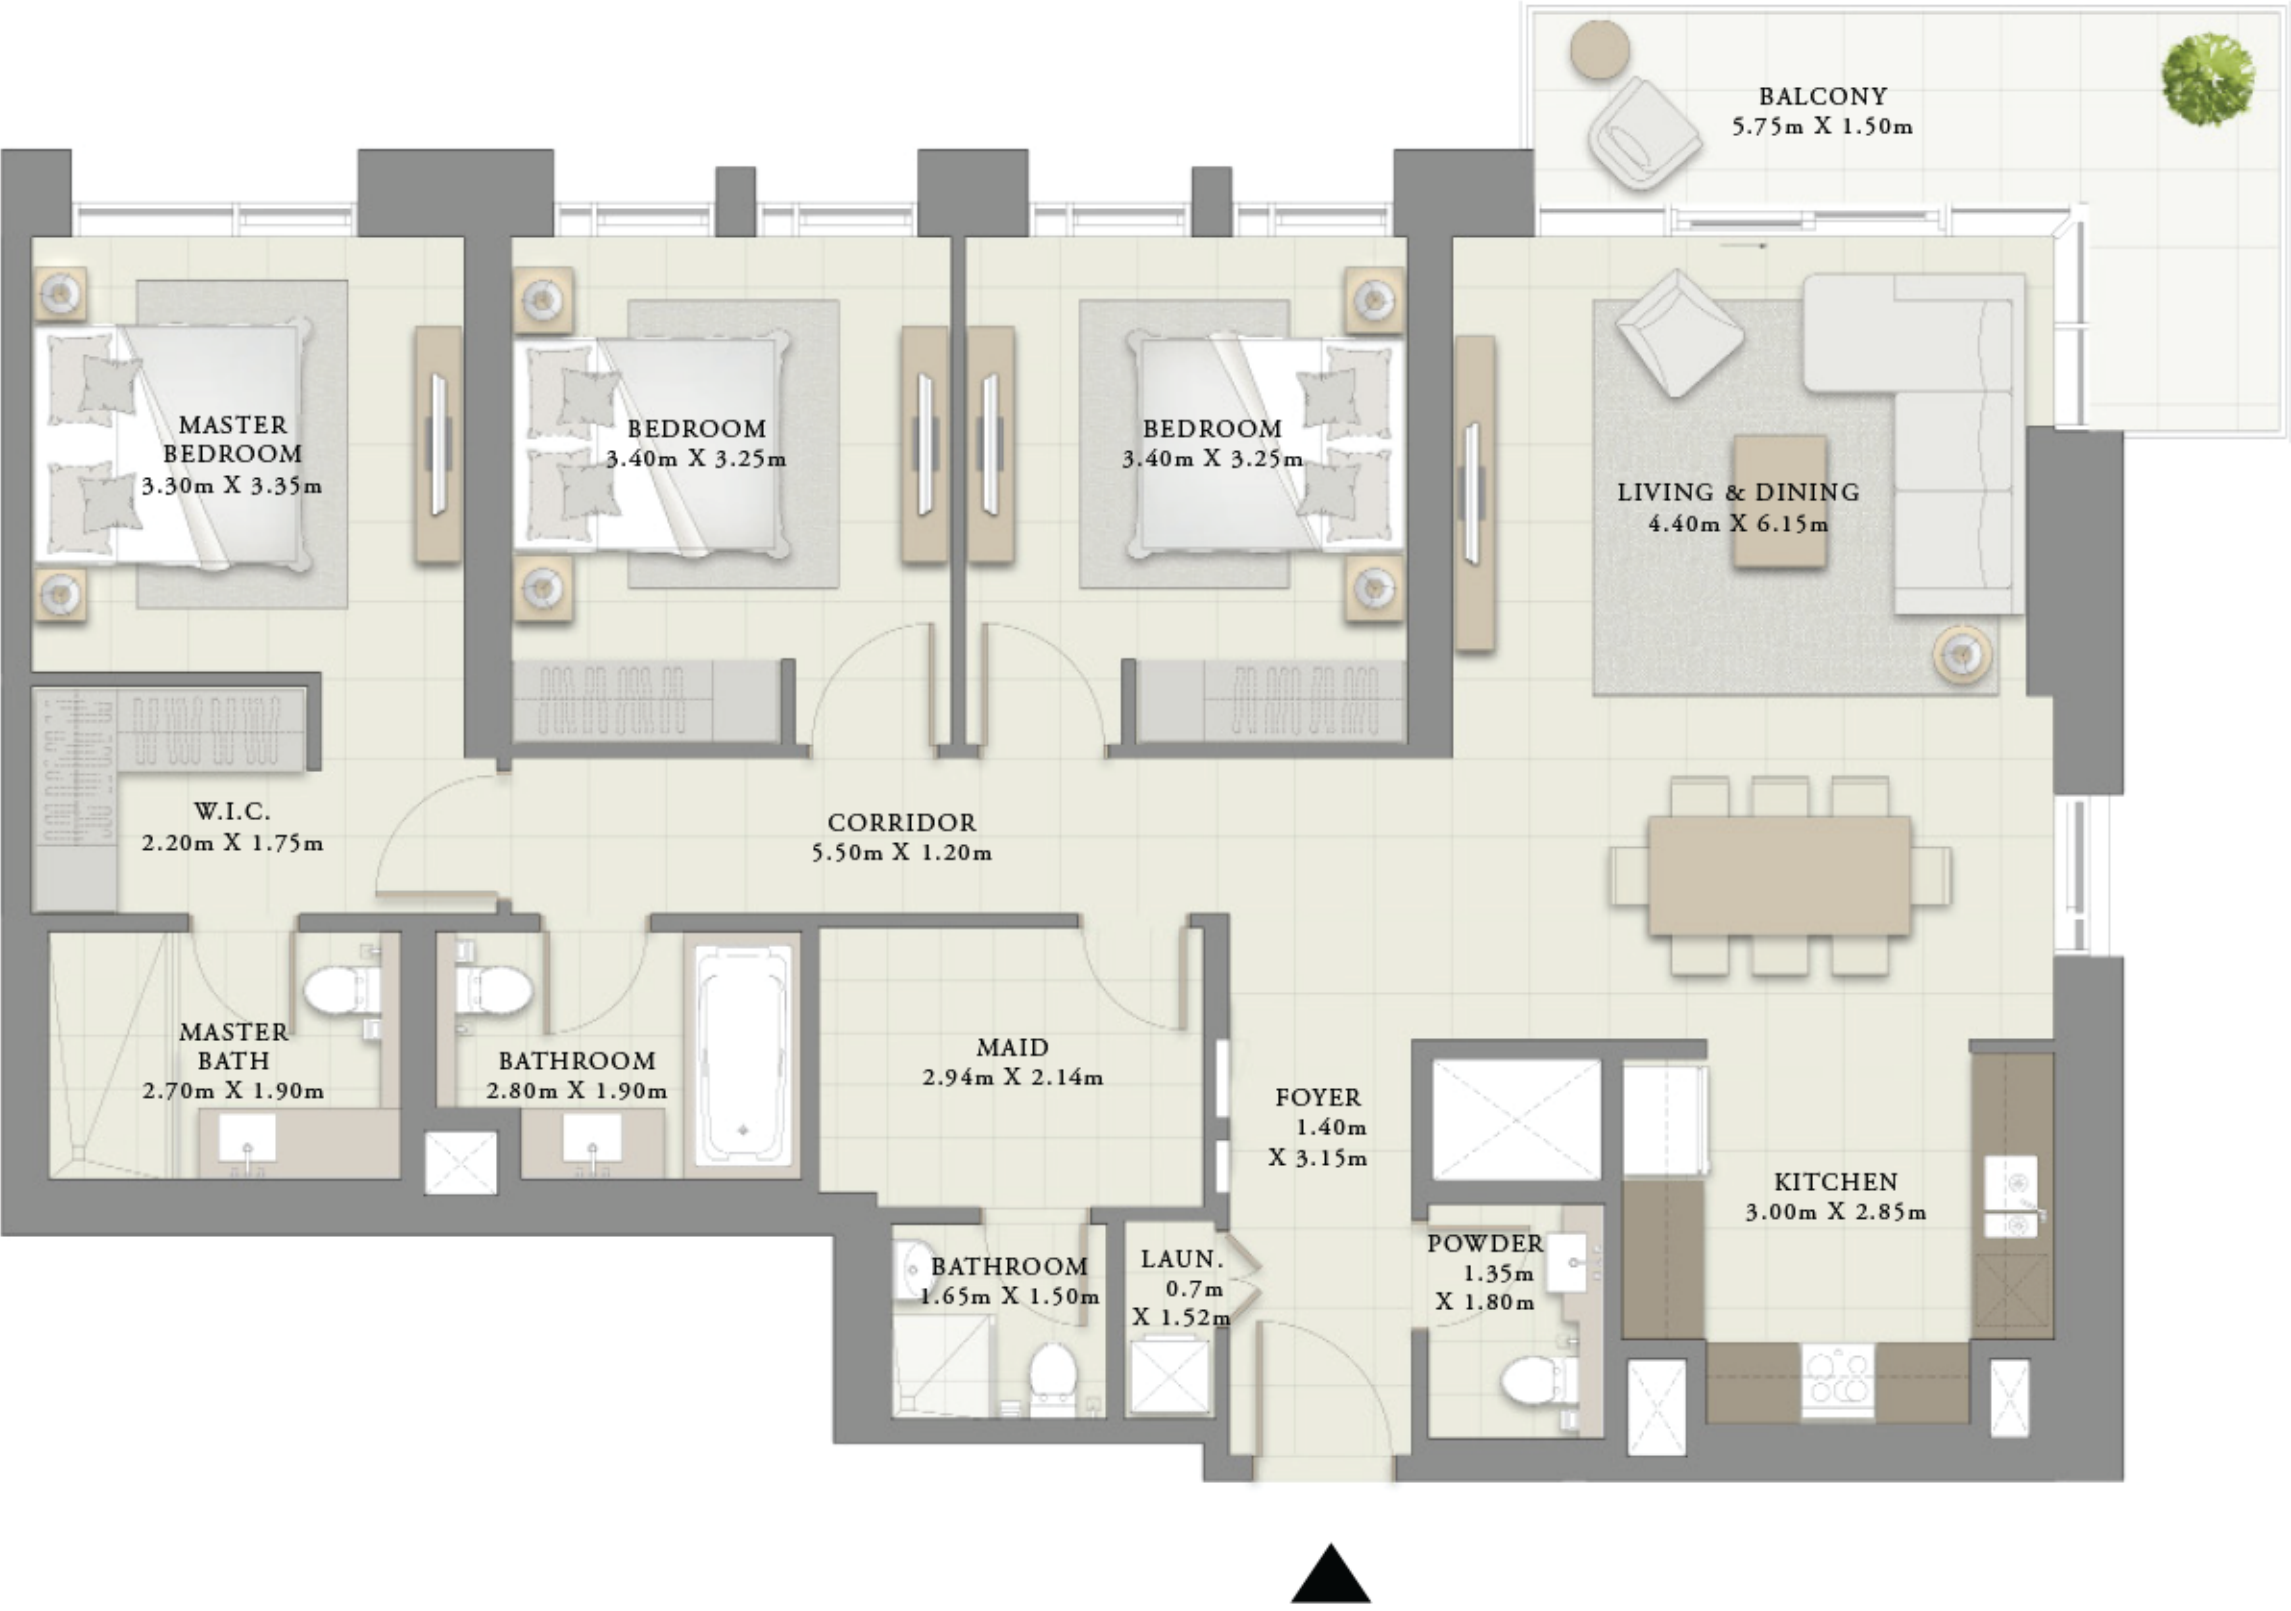 BALCONY
5.75m X 1.50m
MASTER
BEDROOM
3.30m X 3.35m
BEDROOM
3.40m X 3.25m
BEDROOM
3.40m X 3.25m
LIVING & DINING
4.40m X 6.15m
W.I.C.
2.20m X 1.75m
CORRIDOR
5.50m X 1.20m
MASTER
BATH
2.70m X 1.90m
BATHROOM
2.80m X 1.90m
MAID
2.94m X 2.14m
FOYER
1.40m
X 3.15m
KITCHEN
3.00m X 2.85m
BATHROOM
1.65m X 1.50m
LAUN.
0.7m
X 1.52m
POWDER
1.35m
X 1.80m